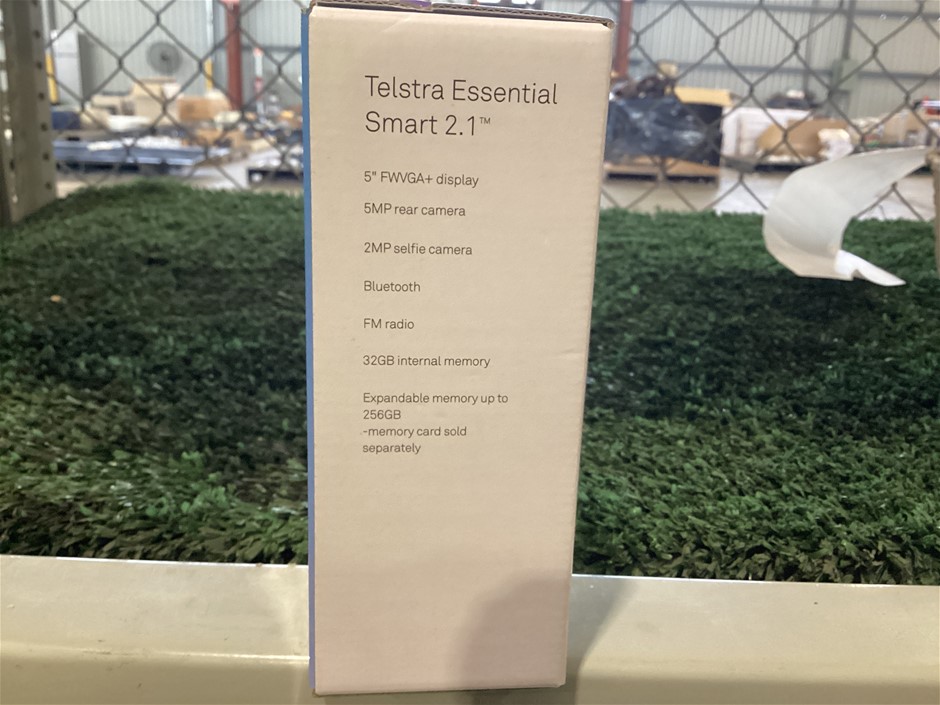 Telstra Essential
Smart 2.1™
5" FWVGA+ display
5MP rear camera
2MP selfie camera
Bluetooth
FM radio
32GB internal memory
Expandable memory up to
256GB
-memory card sold
separately